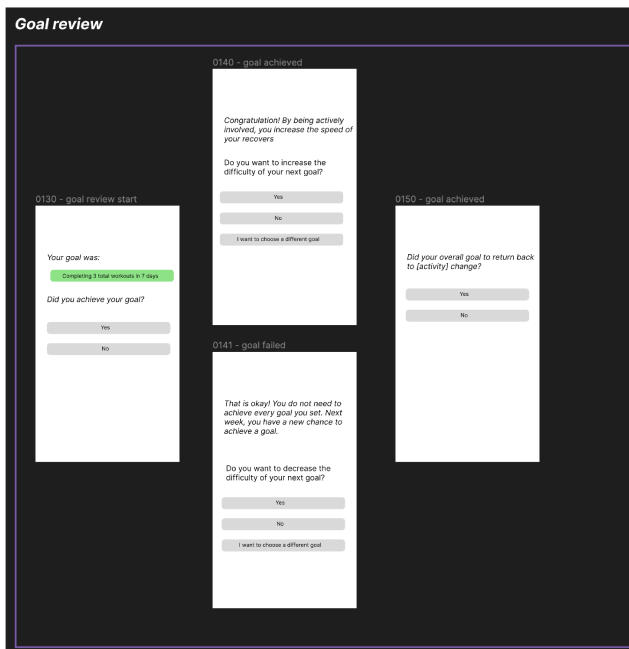 Goal review
0140 - goal achieved
Congratulation! By being actively
involved, you increase the speed of
your recovers
Do you want to increase the
difficulty of your next goal?
Yes
No
I want to choose a different goal
0130 - goal review start
Your goal was:
Completing 3 total workouts in 7 days
Did you achieve your goal?
Yes
No
0150 - goal achieved
Did your overall goal to return back
to [activity] change?
Yes
No
0141 - goal failed
That is okay! You do not need to
achieve every goal you set. Next
week, you have a new chance to
achieve a goal.
Do you want to decrease the
difficulty of your next goal?
Yes
No
I want to choose a different goal